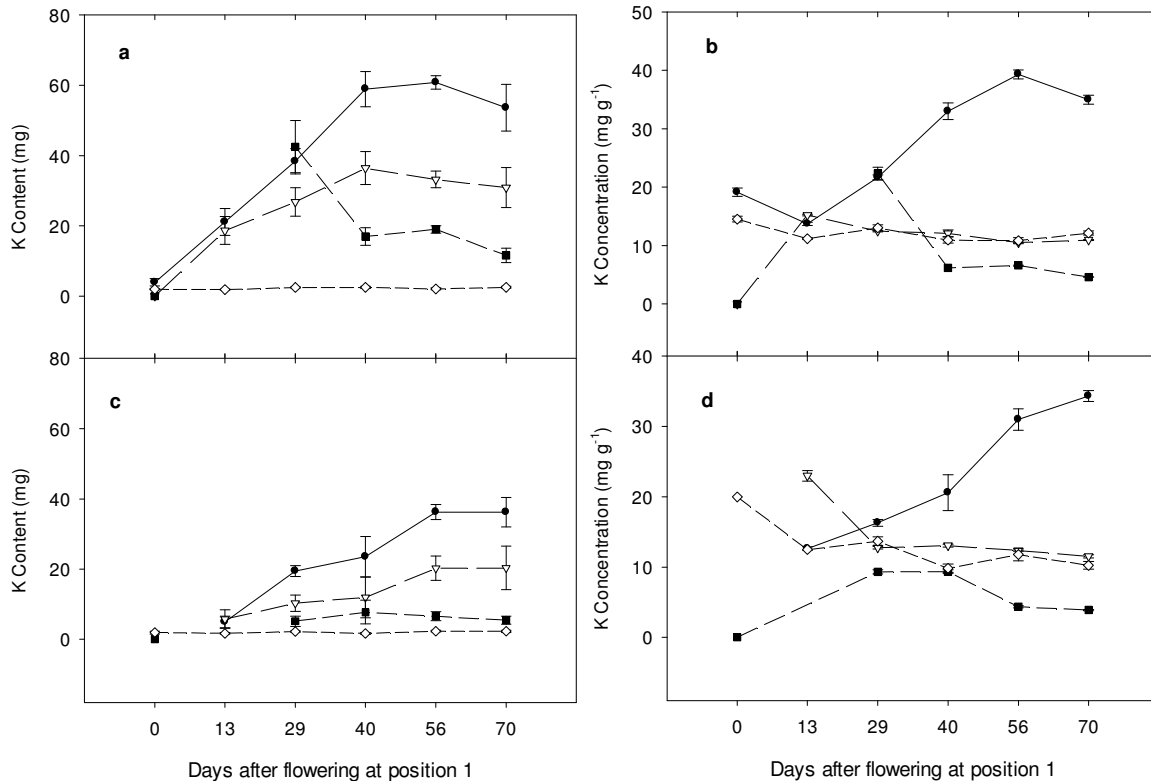 a
80
60
40
20
0
K Content (mg)
b
50
40
30
20
10
0
K Concentration (mg g-1)
c
80
60
40
20
0
K Content (mg)
0 13 29 40 56 70
Days after flowering at position 1
d
40
30
20
10
0
K Concentration (mg g-1)
0 13 29 40 56 70
Days after flowering at position 1